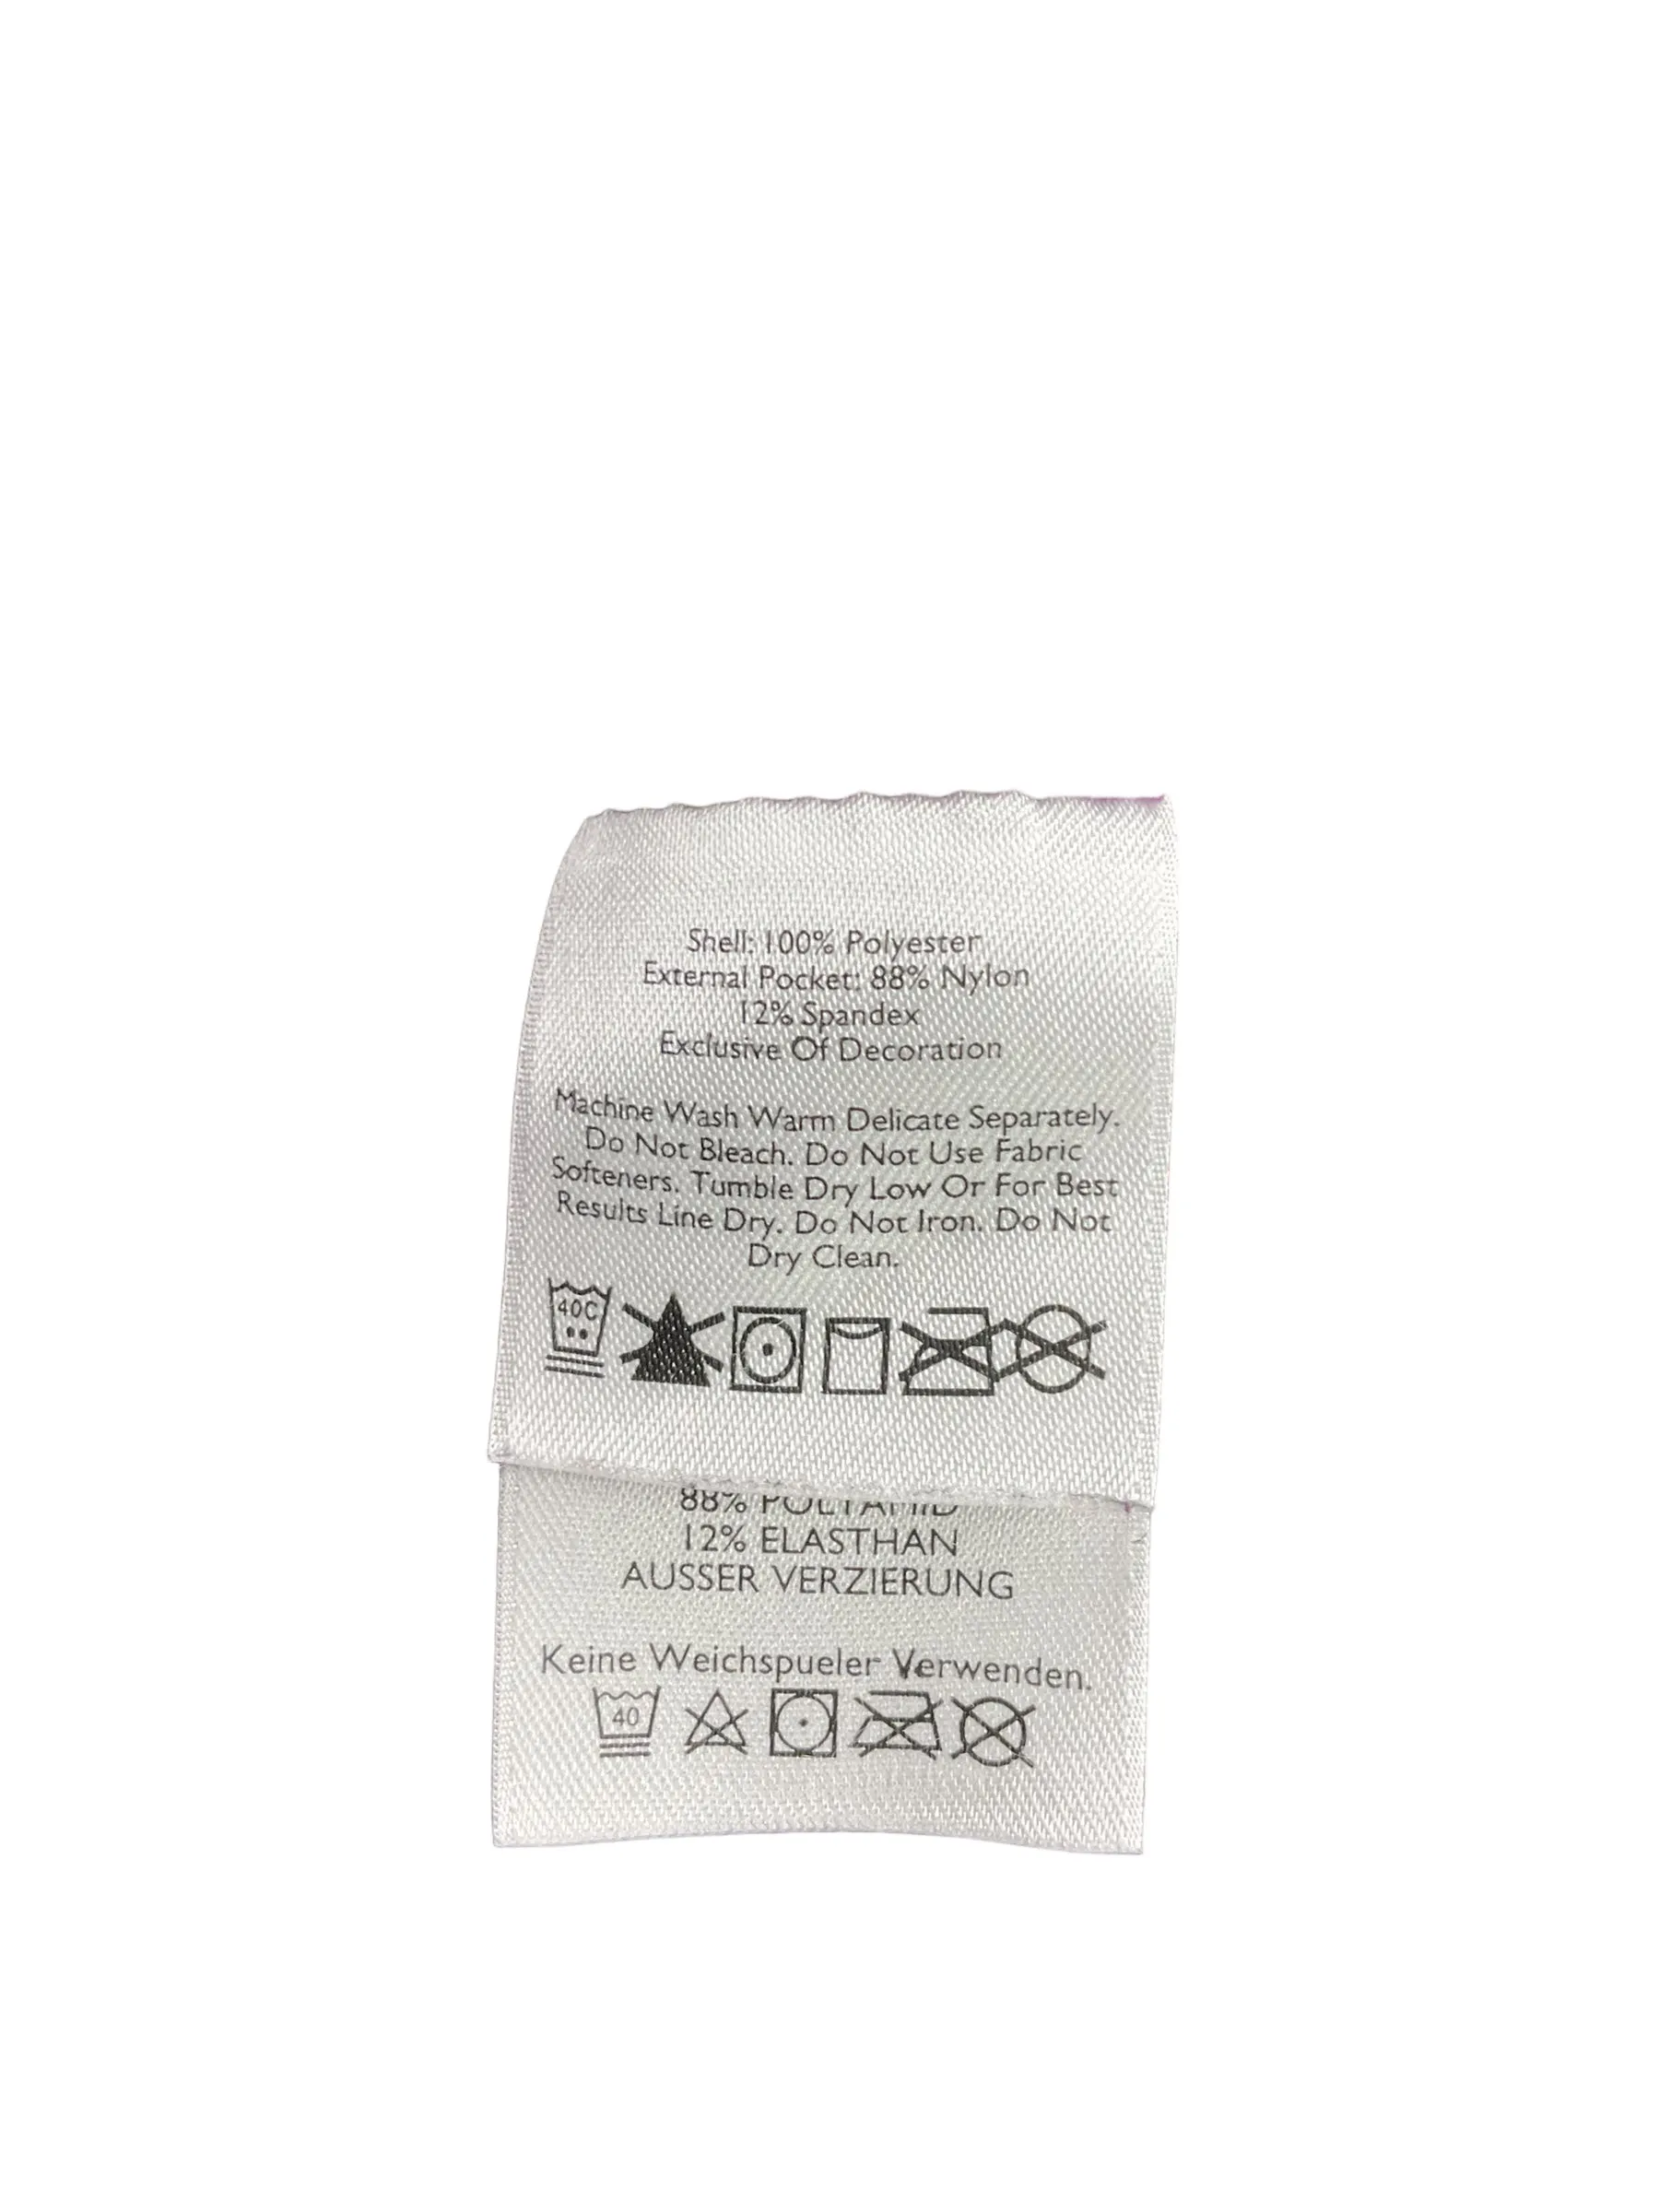 Shell: 100% Polyester
External Pocket: 88% Nylon
12% Spandex
Exclusive Of Decoration
Machine Wash Warm Delicate Separately.
Do Not Bleach. Do Not Use Fabric
Softeners. Tumble Dry Low Or For Best
Results Line Dry. Do Not Iron. Do Not
Dry Clean.
40C
88% POLYAMID
12% ELASTHAN
AUSSER VERZIERUNG
Keine Weichspueler Verwenden.
40